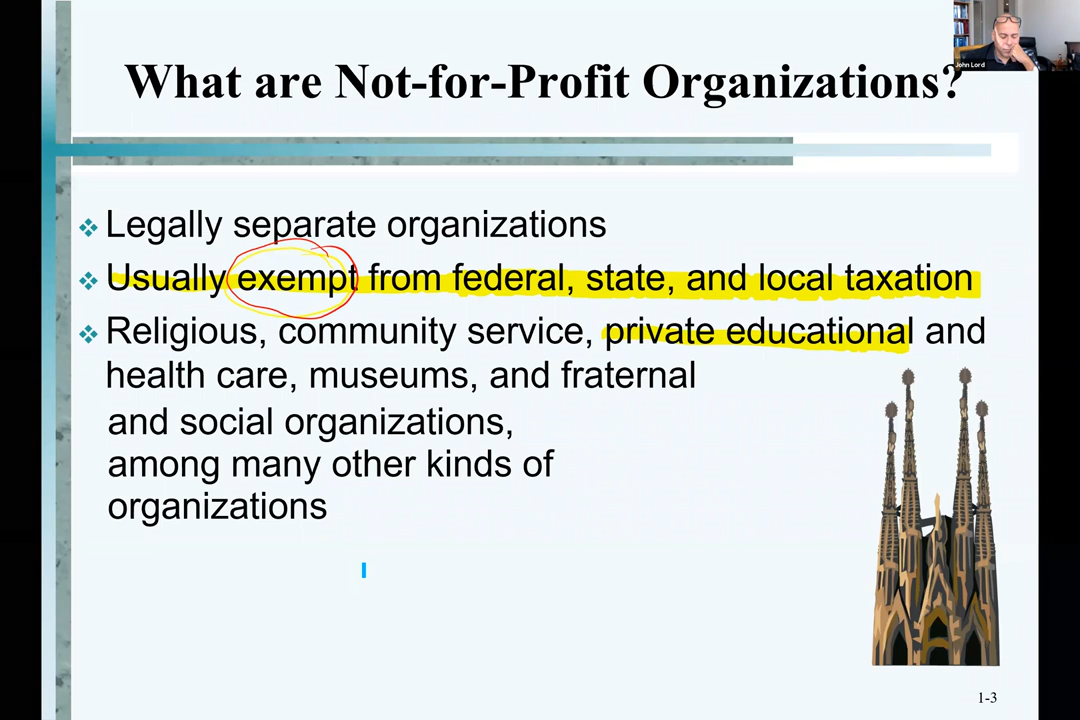 What are Not-for-Profit Organizations?
John Lord
Legally separate organizations
Usually exempt from federal, state, and local taxation
Religious, community service, private educational and
health care, museums, and fraternal
and social organizations,
among many other kinds of
organizations
1-3